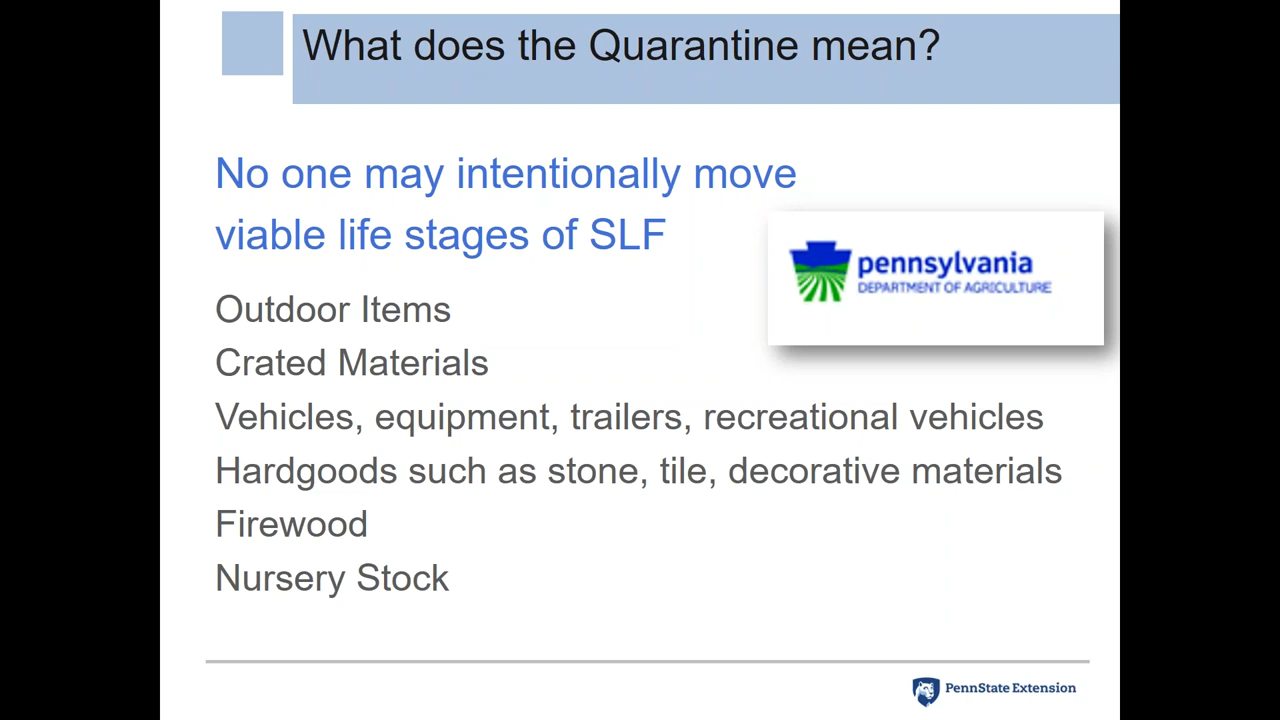 What does the Quarantine mean?
No one may intentionally move
viable life stages of SLF
pennsylvania
DEPARTMENT OF AGRICULTURE
Outdoor Items
Crated Materials
Vehicles, equipment, trailers, recreational vehicles
Hardgoods such as stone, tile, decorative materials
Firewood
Nursery Stock
PennState Extension